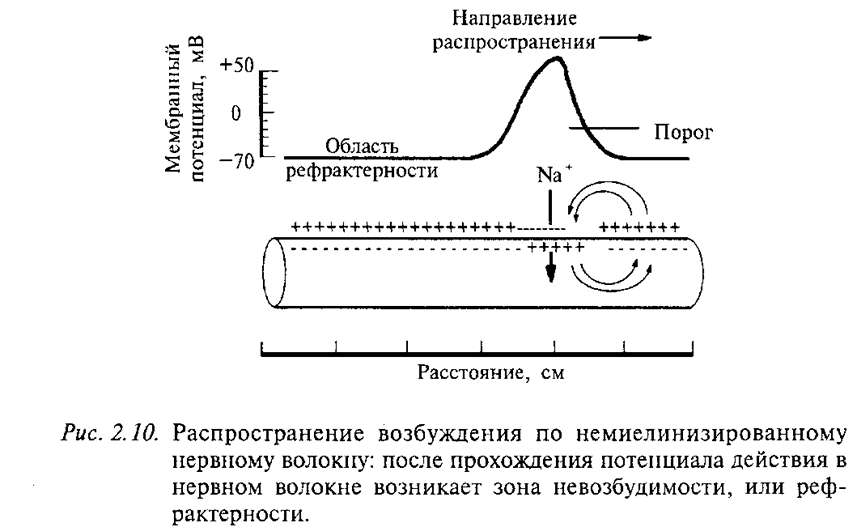 Направление
распространения
Мембранный
потенциал, мВ
+50
0
−70
Порог
Область
рефрактерности
Na+
+++++++++++++++++++ ------ +++++++
- - - - - - - - - - - - - - - - - - - - +++++ - - - - - - -
Расстояние, см
Рис. 2.10. Распространение возбуждения по немиелинизированному
нервному волокну: после прохождения потенциала действия в
нервном волокне возникает зона невозбудимости, или реф-
рактерности.